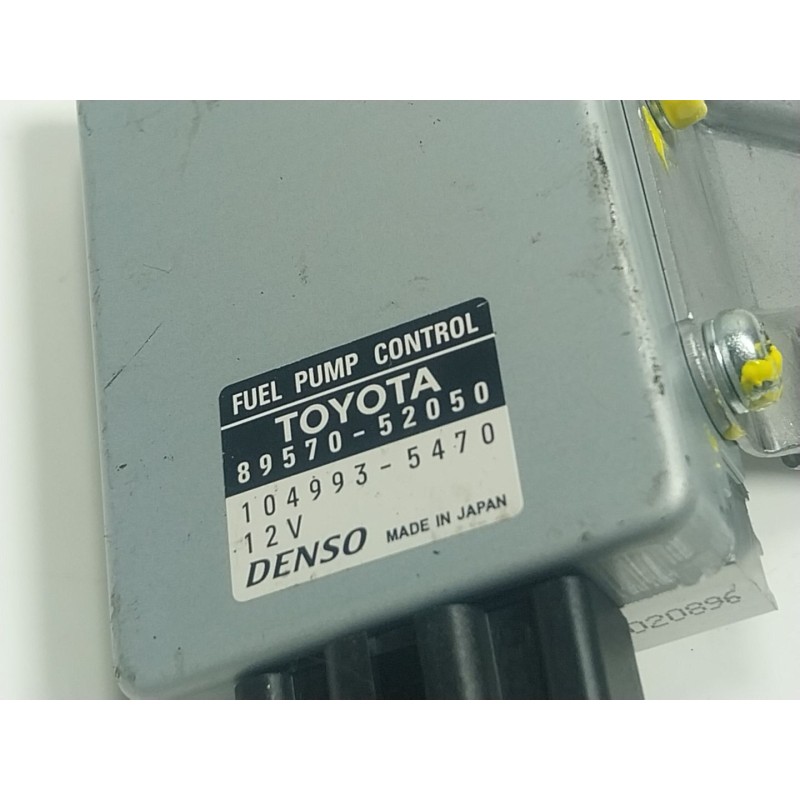 FUEL PUMP CONTROL
TOYOTA
89570-52050
104993-5470
12V
DENSO MADE IN JAPAN
020896